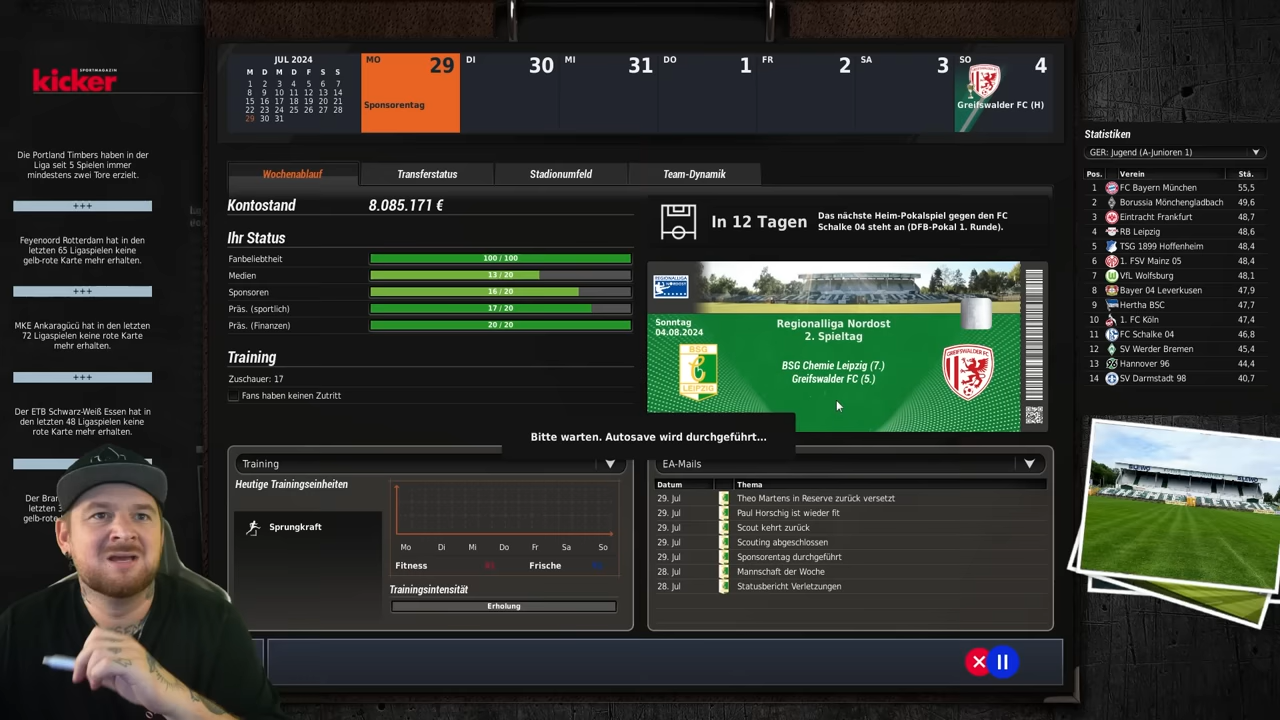 kicker
SPORTMAGAZIN
Die Portland Timbers haben in der
Liga seit 5 Spielen immer
mindestens zwei Tore erzielt.
+++
Feyenoord Rotterdam hat in den
letzten 65 Ligaspielen keine
gelb-rote Karte mehr erhalten.
+++
MKE Ankaragücü hat in den letzten
72 Ligaspielen keine rote Karte
mehr erhalten.
+++
Der ETB Schwarz-Weiß Essen hat in
den letzten 48 Ligaspielen keine
rote Karte mehr erhalten.
JUL 2024
M D M D F S S
1 2 3 4 5 6 7
8 9 10 11 12 13 14
15 16 17 18 19 20 21
22 23 24 25 26 27 28
29 30 31
MO 29
Sponsorentag
DI 30
MI 31
DO 1
FR 2
SA 3
SO 4
Greifswalder FC (H)
Wochenablauf
Transferstatus
Stadionumfeld
Team-Dynamik
Kontostand 8.085.171 €
Ihr Status
Fanbeliebtheit 100 / 100
Medien 13 / 20
Sponsoren 16 / 20
Präs. (sportlich) 17 / 20
Präs. (Finanzen) 20 / 20
Training
Zuschauer: 17
Fans haben keinen Zutritt
In 12 Tagen
Das nächste Heim-Pokalspiel gegen den FC
Schalke 04 steht an (DFB-Pokal 1. Runde).
REGIONALLIGA
NORDOST
Sonntag
04.08.2024
Regionalliga Nordost
2. Spieltag
BSG
LEIPZIG
BSG Chemie Leipzig (7.)
Greifswalder FC (5.)
GREIFSWALDER FC
Bitte warten. Autosave wird durchgeführt...
Training
Heutige Trainingseinheiten
Sprungkraft
Mo Di Mi Do Fr Sa So
Fitness
Frische
Trainingsintensität
Erholung
EA-Mails
Datum Thema
29. Jul Theo Martens in Reserve zurück versetzt
29. Jul Paul Horschig ist wieder fit
29. Jul Scout kehrt zurück
29. Jul Scouting abgeschlossen
29. Jul Sponsorentag durchgeführt
28. Jul Mannschaft der Woche
28. Jul Statusbericht Verletzungen
Statistiken
GER: Jugend (A-Junioren 1)
Pos. Verein Stä.
1 FC Bayern München 55,5
2 Borussia Mönchengladbach 49,6
3 Eintracht Frankfurt 48,7
4 RB Leipzig 48,6
5 TSG 1899 Hoffenheim 48,4
6 1. FSV Mainz 05 48,4
7 VfL Wolfsburg 48,1
8 Bayer 04 Leverkusen 47,9
9 Hertha BSC 47,7
10 1. FC Köln 47,4
11 FC Schalke 04 46,8
12 SV Werder Bremen 45,4
13 Hannover 96 44,4
14 SV Darmstadt 98 40,7